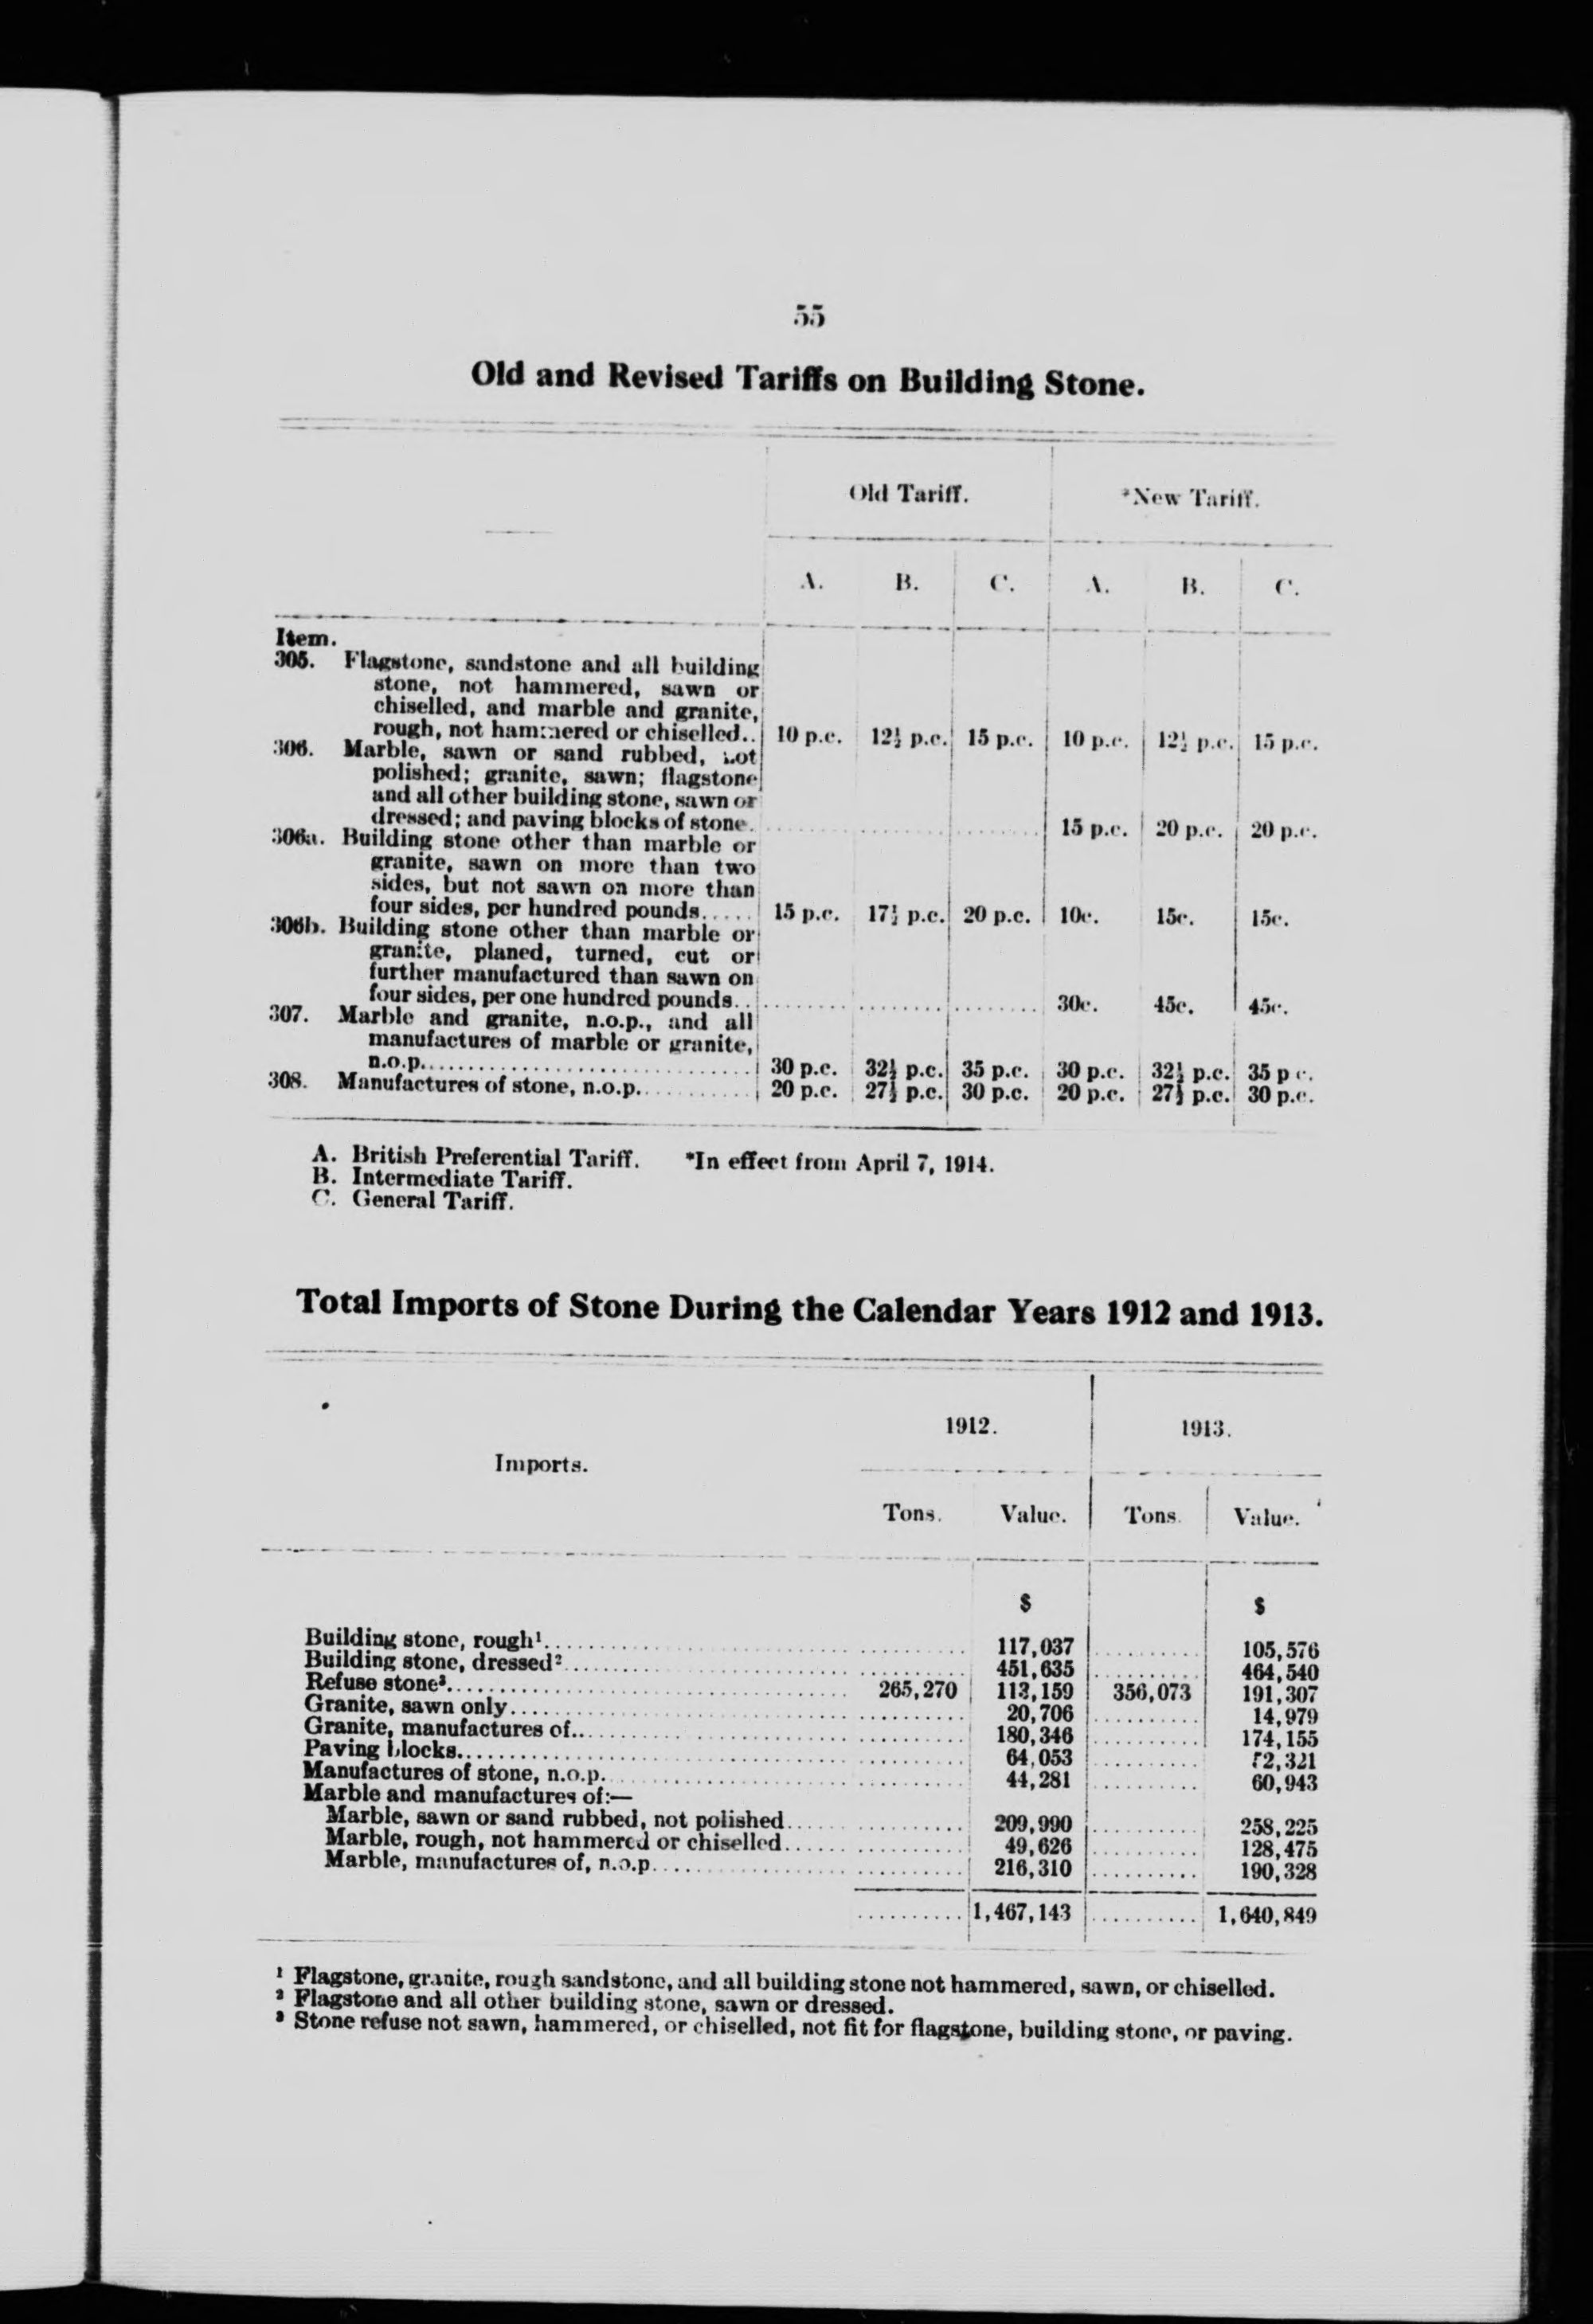 55
Old and Revised Tariffs on Building Stone.
Old Tariff. *New Tariff.
A. B. C. A. B. C.
Item.
305. Flagstone, sandstone and all building
stone, not hammered, sawn or
chiselled, and marble and granite,
rough, not hammered or chiselled.. 10 p.c. 12½ p.c. 15 p.c. 10 p.c. 12½ p.c. 15 p.c.
306. Marble, sawn or sand rubbed, not
polished; granite, sawn; flagstone
and all other building stone, sawn or
dressed; and paving blocks of stone. 15 p.c. 20 p.c. 20 p.c.
306a. Building stone other than marble or
granite, sawn on more than two
sides, but not sawn on more than
four sides, per hundred pounds..... 15 p.c. 17½ p.c. 20 p.c. 10c. 15c. 15c.
306b. Building stone other than marble or
granite, planed, turned, cut or
further manufactured than sawn on
four sides, per one hundred pounds.. 30c. 45c. 45c.
307. Marble and granite, n.o.p., and all
manufactures of marble or granite,
n.o.p. 30 p.c. 32½ p.c. 35 p.c. 30 p.c. 32½ p.c. 35 p c.
308. Manufactures of stone, n.o.p. 20 p.c. 27½ p.c. 30 p.c. 20 p.c. 27½ p.c. 30 p.c.
A. British Preferential Tariff. *In effect from April 7, 1914.
B. Intermediate Tariff.
C. General Tariff.
Total Imports of Stone During the Calendar Years 1912 and 1913.
Imports. 1912. 1913.
Tons. Value. Tons. Value.
$ $
Building stone, rough¹ 117,037 105,576
Building stone, dressed² 451,635 464,540
Refuse stone³ 265,270 113,159 356,073 191,307
Granite, sawn only 20,706 14,979
Granite, manufactures of 180,346 174,155
Paving blocks 64,053 52,321
Manufactures of stone, n.o.p. 44,281 60,943
Marble and manufactures of:—
Marble, sawn or sand rubbed, not polished 209,990 258,225
Marble, rough, not hammered or chiselled 49,626 128,475
Marble, manufactures of, n.o.p. 216,310 190,328
1,467,143 1,640,849
¹ Flagstone, granite, rough sandstone, and all building stone not hammered, sawn, or chiselled.
² Flagstone and all other building stone, sawn or dressed.
³ Stone refuse not sawn, hammered, or chiselled, not fit for flagstone, building stone, or paving.